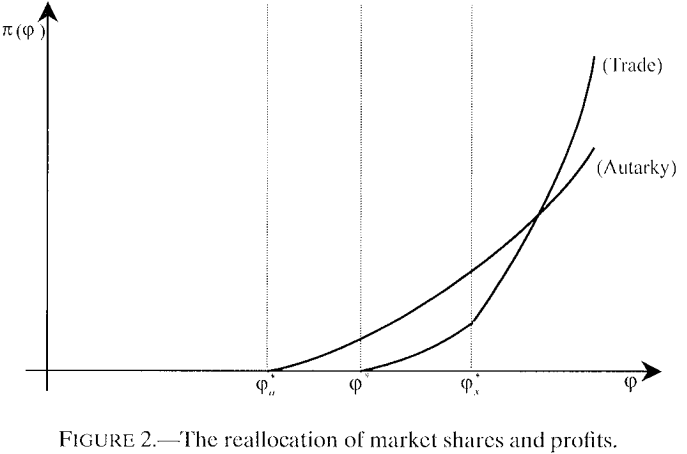 π(φ)
(Trade)
(Autarky)
φ*ₐ φ* φ*ₓ φ
FIGURE 2.—The reallocation of market shares and profits.